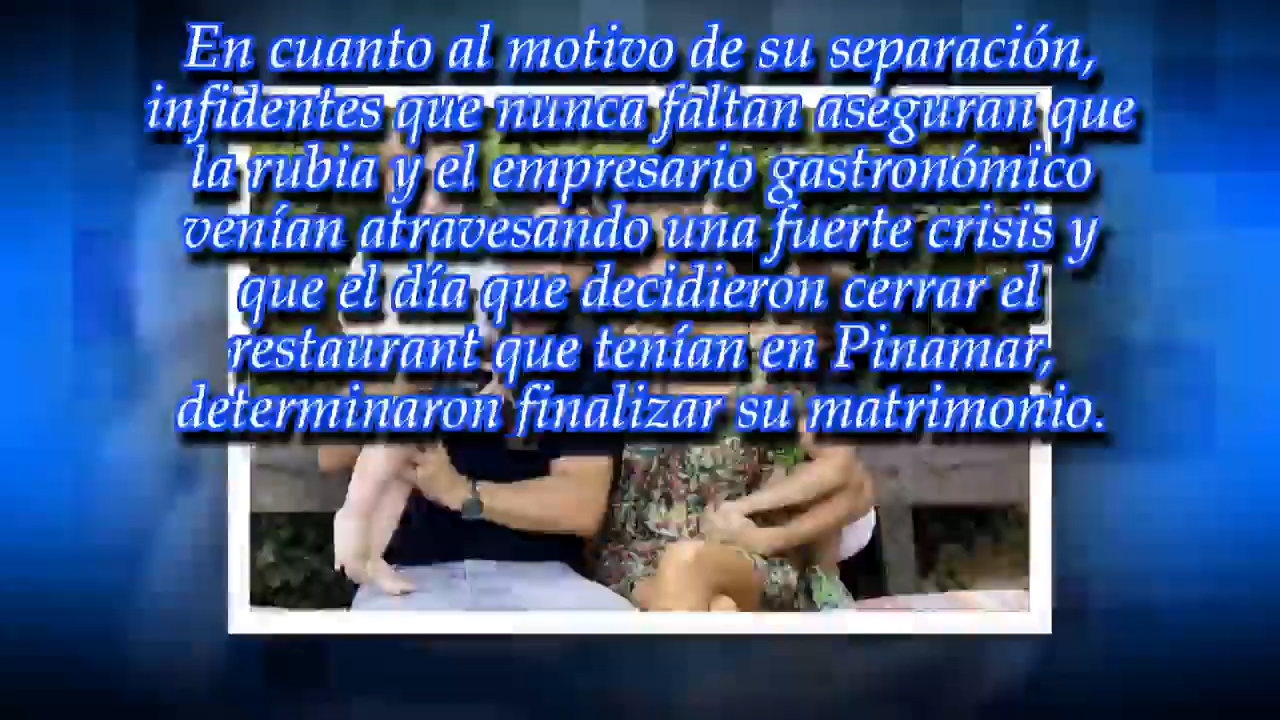 En cuanto al motivo de su separación,
infidentes que nunca faltan aseguran que
la rubia y el empresario gastronómico
venían atravesando una fuerte crisis y
que el día que decidieron cerrar el
restaurant que tenían en Pinamar,
determinaron finalizar su matrimonio.